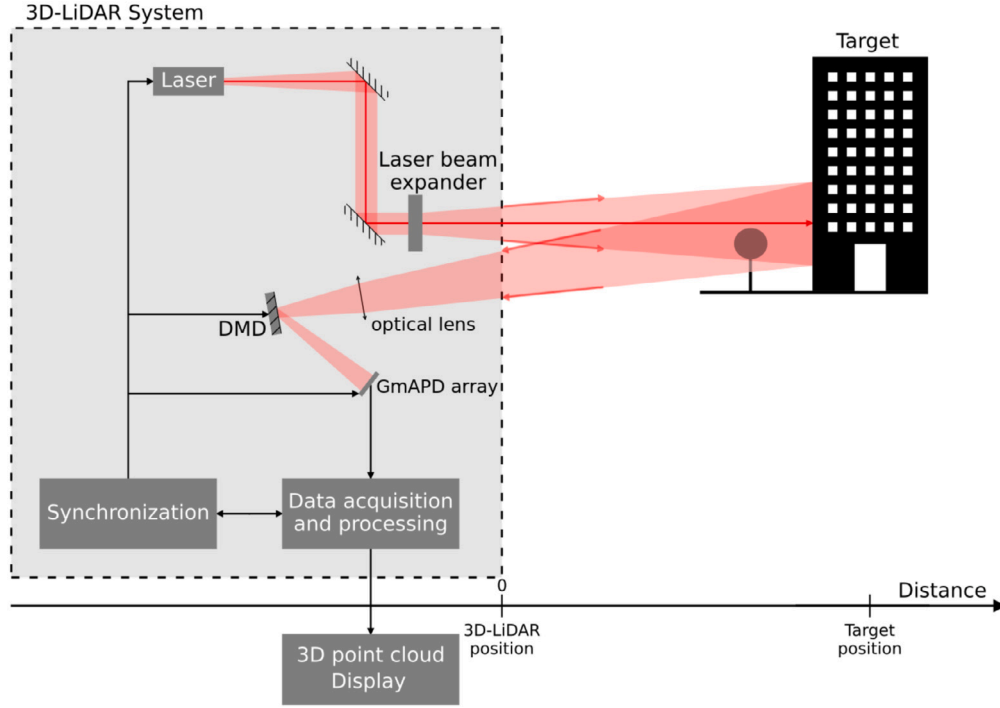 3D-LiDAR System
Target
Laser
Laser beam
expander
DMD
optical lens
GmAPD array
Synchronization
Data acquisition
and processing
0
Distance
3D-LiDAR
position
Target
position
3D point cloud
Display